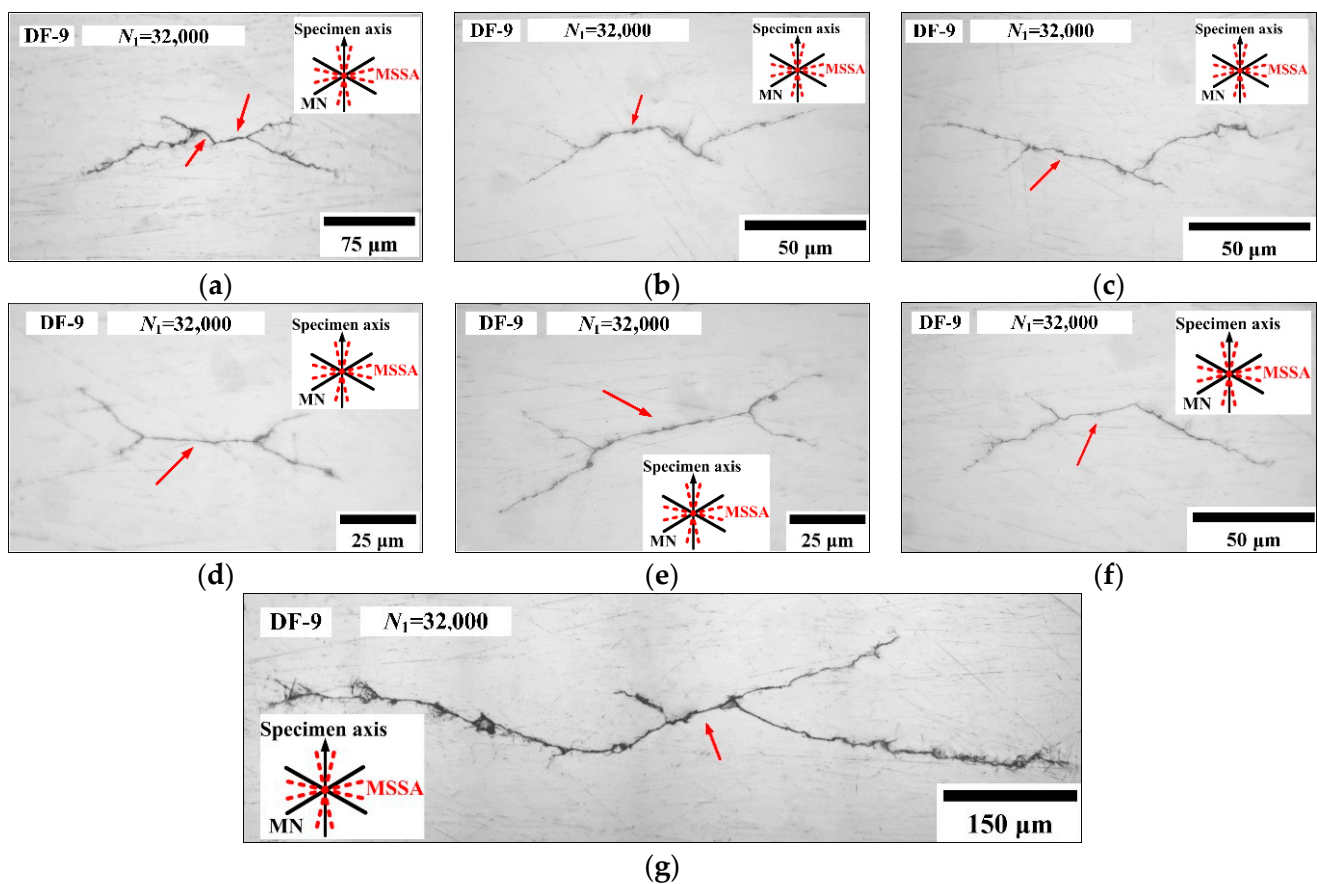 DF-9 N1=32,000
Specimen axis
MSSA
MN
75 μm
(a)
DF-9 N1=32,000
Specimen axis
MSSA
MN
50 μm
(b)
DF-9 N1=32,000
Specimen axis
MSSA
MN
50 μm
(c)
DF-9 N1=32,000
Specimen axis
MSSA
MN
25 μm
(d)
DF-9 N1=32,000
Specimen axis
MSSA
MN
25 μm
(e)
DF-9 N1=32,000
Specimen axis
MSSA
MN
50 μm
(f)
DF-9 N1=32,000
Specimen axis
MSSA
MN
150 μm
(g)